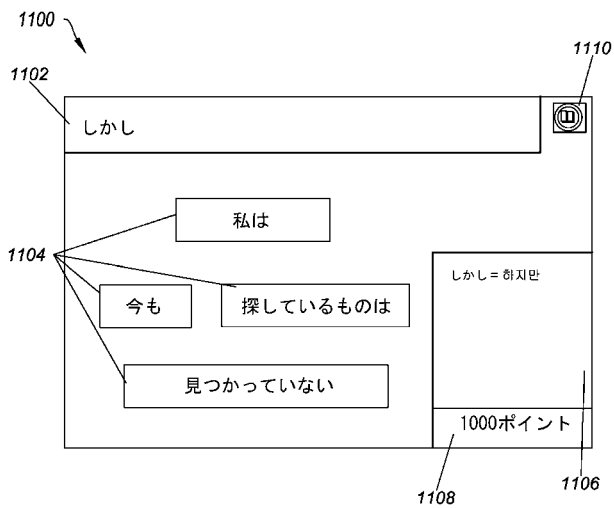 1100
1102
1110
しかし
私は
1104
しかし = 하지만
今も
探しているものは
見つかっていない
1000ポイント
1106
1108